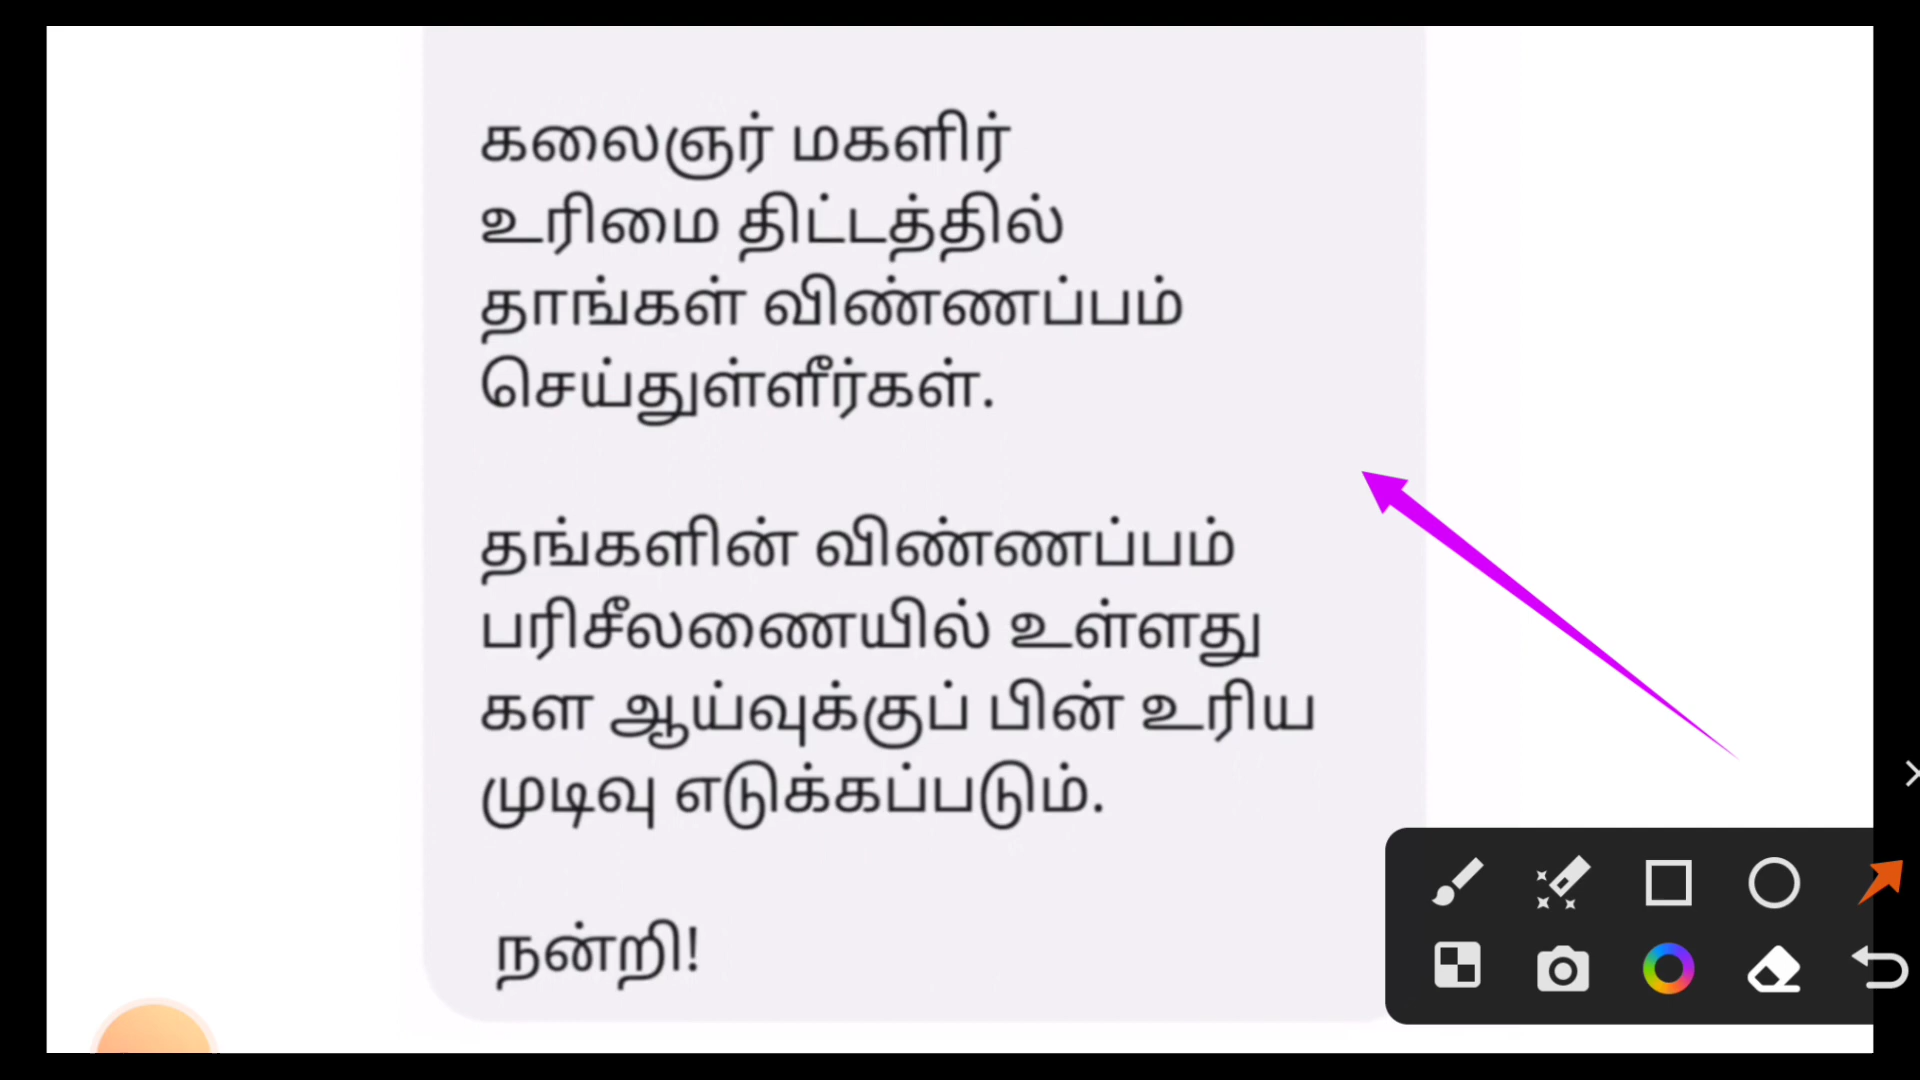 கலைஞர் மகளிர்
உரிமை திட்டத்தில்
தாங்கள் விண்ணப்பம்
செய்துள்ளீர்கள்.
தங்களின் விண்ணப்பம்
பரிசீலணையில் உள்ளது
கள ஆய்வுக்குப் பின் உரிய
முடிவு எடுக்கப்படும்.
நன்றி!